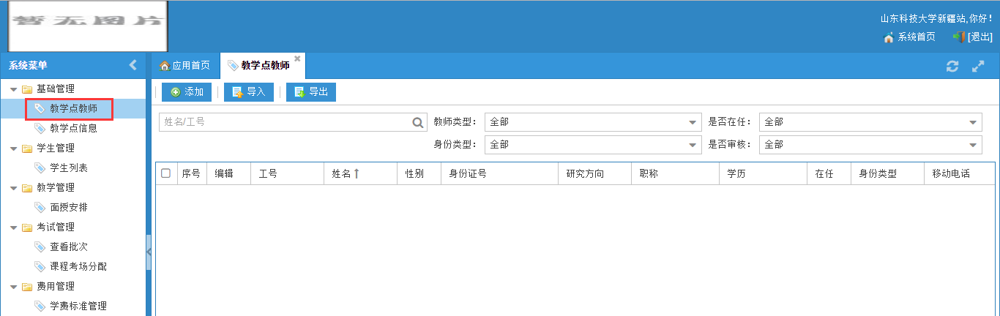 暂无图片
山东科技大学新疆站,你好!
系统首页 [退出]
系统菜单
应用首页 教学点教师
基础管理
教学点教师
教学点信息
学生管理
学生列表
教学管理
面授安排
考试管理
查看批次
课程考场分配
费用管理
学费标准管理
添加 导入 导出
姓名/工号 教师类型: 全部 是否在任: 全部
身份类型: 全部 是否审核: 全部
序号 编辑 工号 姓名 性别 身份证号 研究方向 职称 学历 在任 身份类型 移动电话